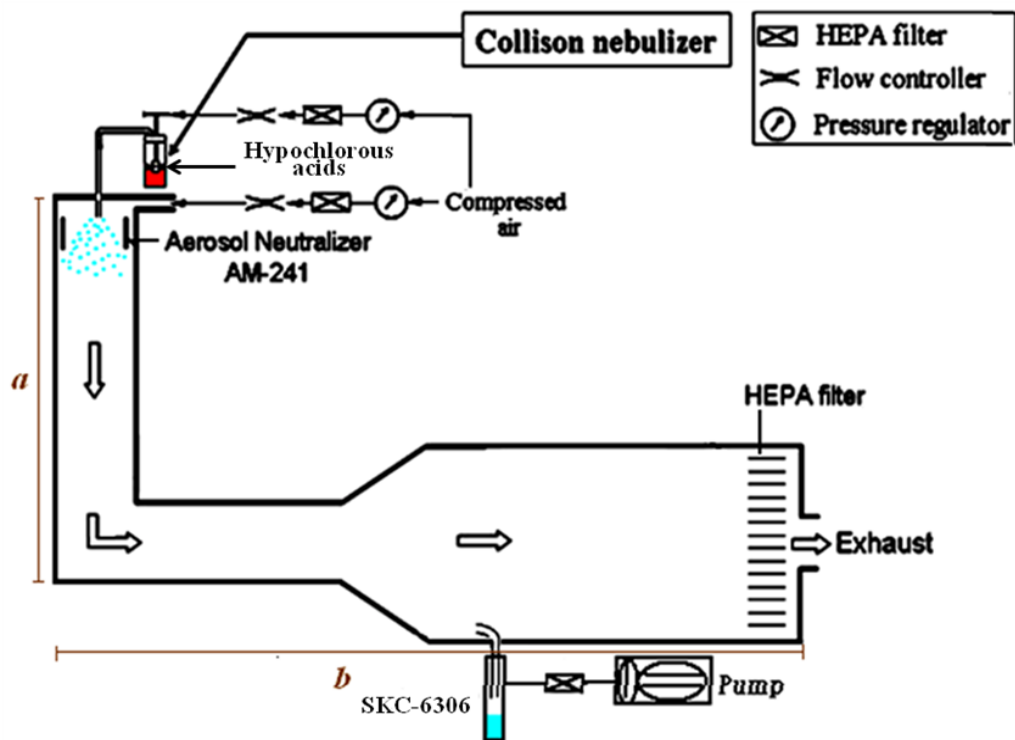 Collison nebulizer
HEPA filter
Flow controller
Pressure regulator
Hypochlorous
acids
Compressed
air
Aerosol Neutralizer
AM-241
a
HEPA filter
Exhaust
b
SKC-6306
Pump